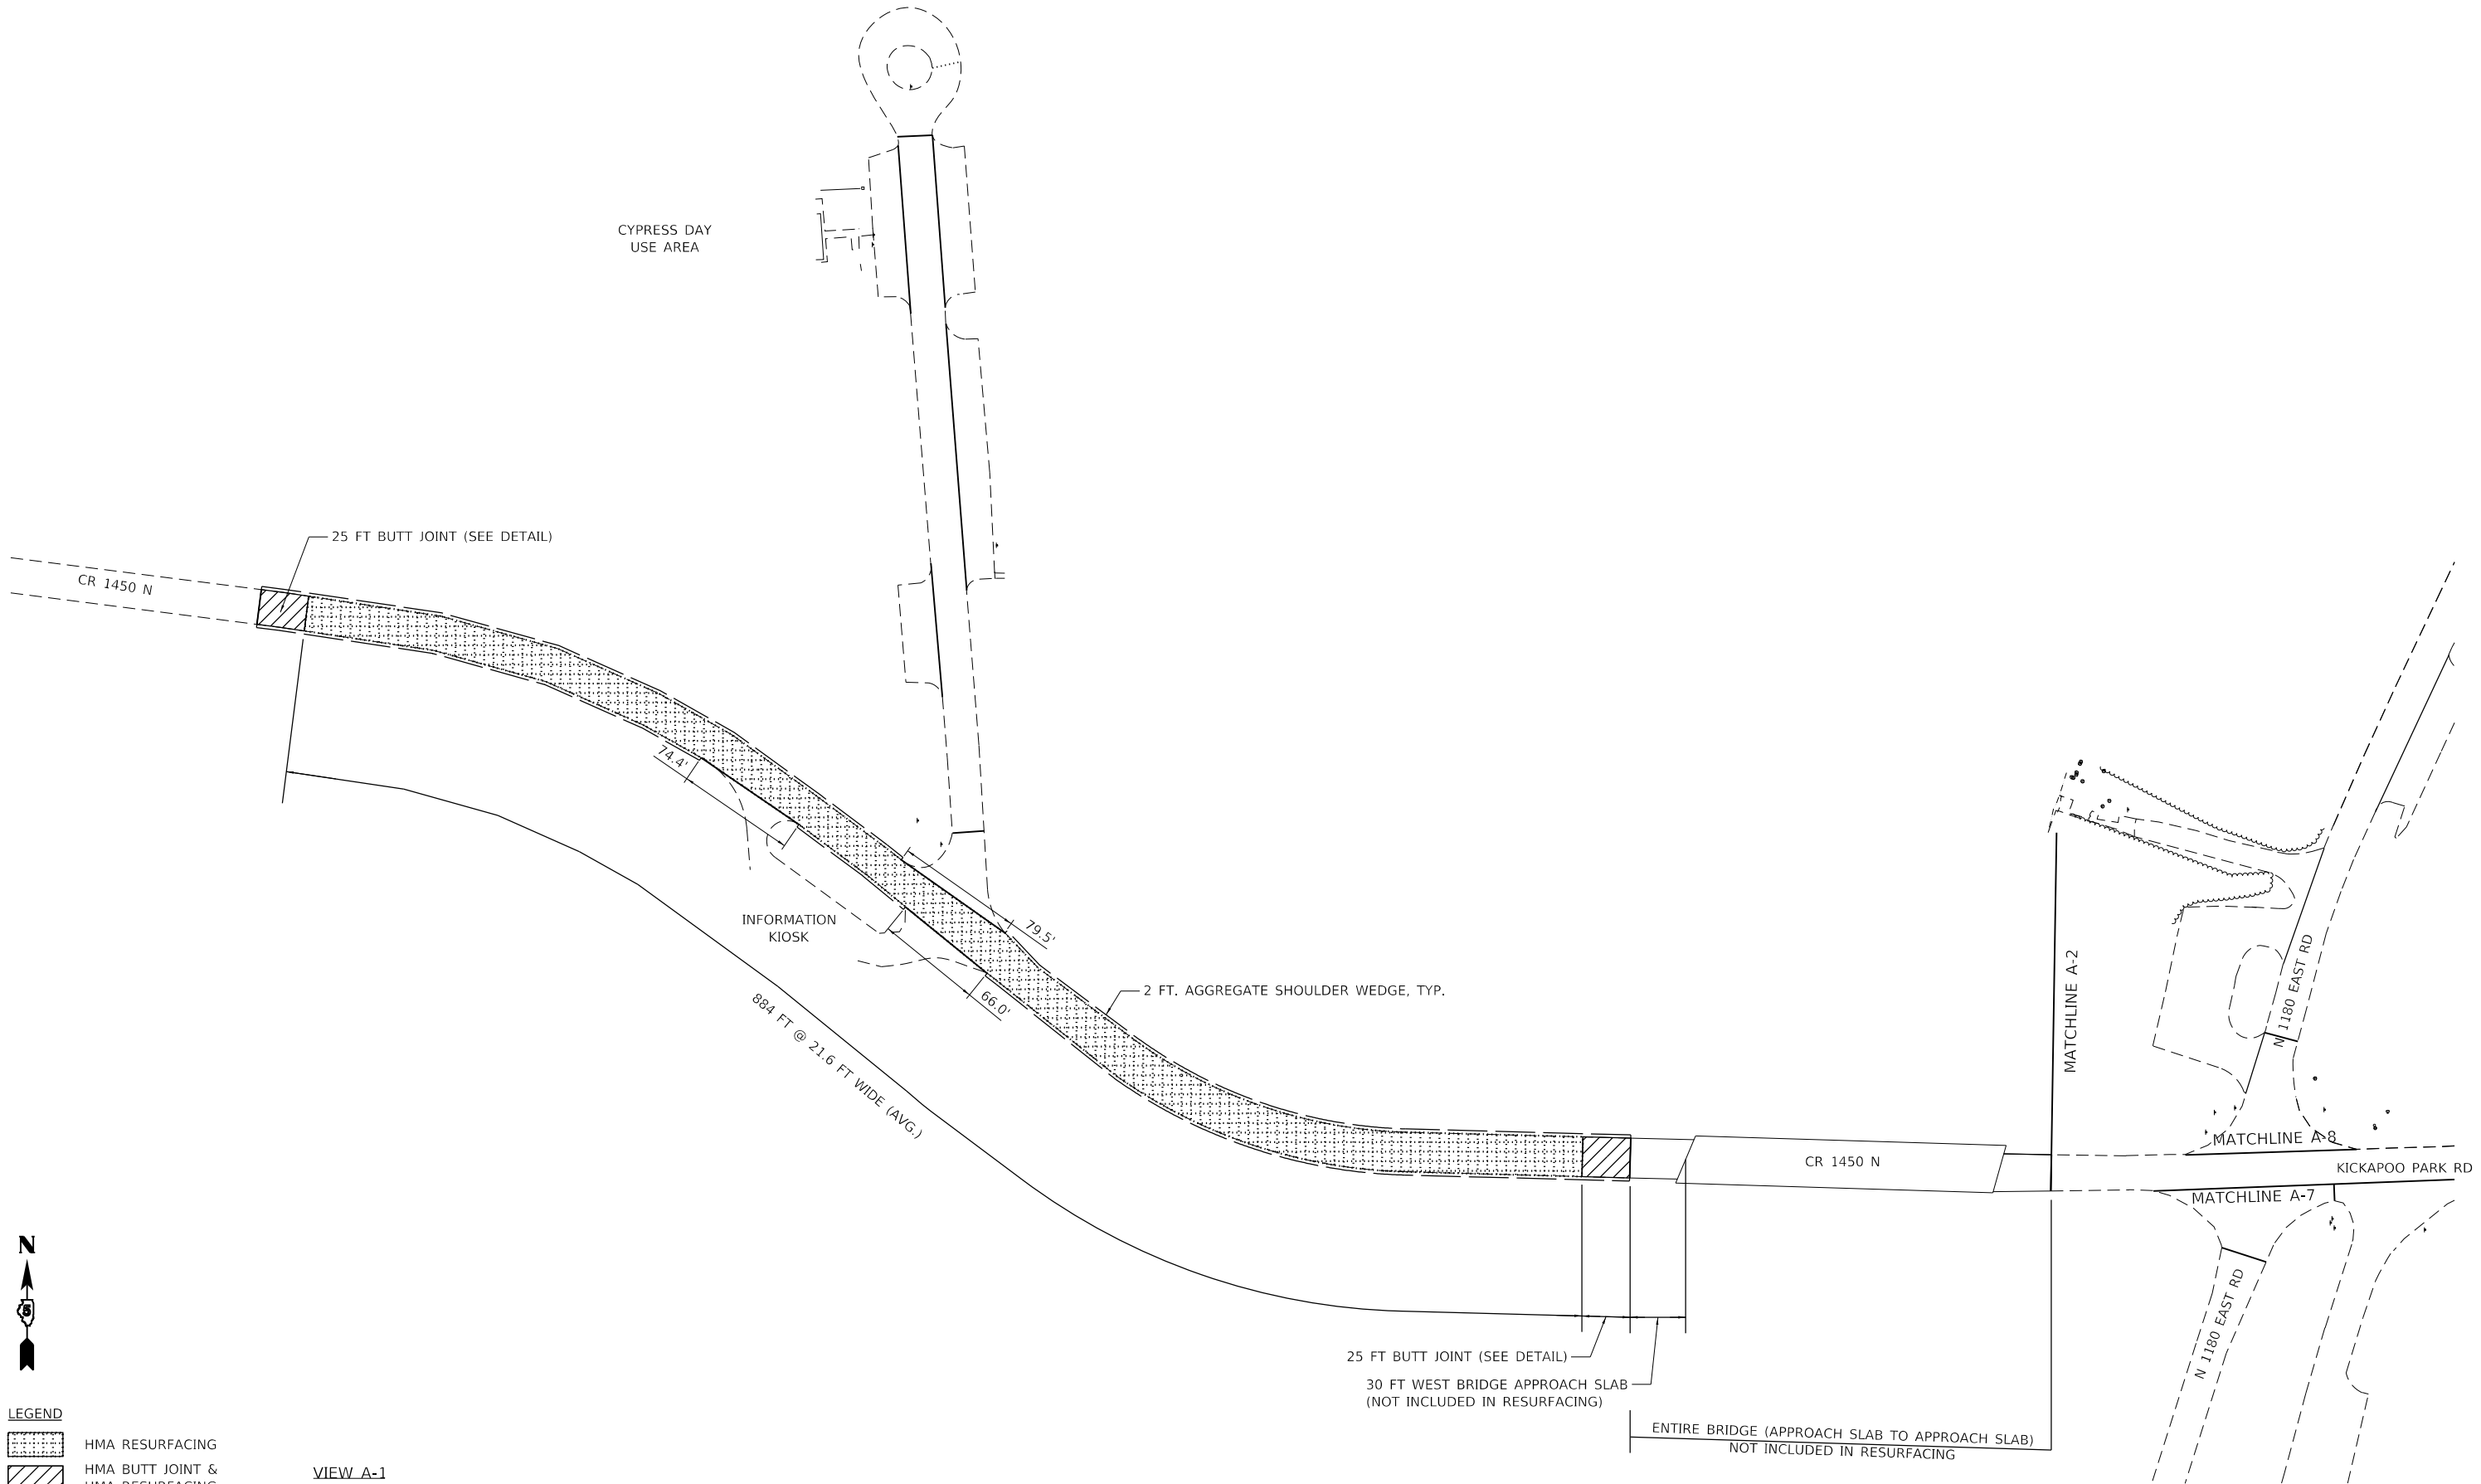 CYPRESS DAY
USE AREA
25 FT BUTT JOINT (SEE DETAIL)
CR 1450 N
74.4'
INFORMATION
KIOSK
79.5'
66.0'
2 FT. AGGREGATE SHOULDER WEDGE, TYP.
884 FT @ 21.6 FT WIDE (AVG.)
MATCHLINE A-2
N 1180 EAST RD
MATCHLINE A-8
CR 1450 N
KICKAPOO PARK RD
MATCHLINE A-7
N 1180 EAST RD
25 FT BUTT JOINT (SEE DETAIL)
30 FT WEST BRIDGE APPROACH SLAB
(NOT INCLUDED IN RESURFACING)
ENTIRE BRIDGE (APPROACH SLAB TO APPROACH SLAB)
NOT INCLUDED IN RESURFACING
N
5
LEGEND
HMA RESURFACING
HMA BUTT JOINT &
HMA RESURFACING
VIEW A-1